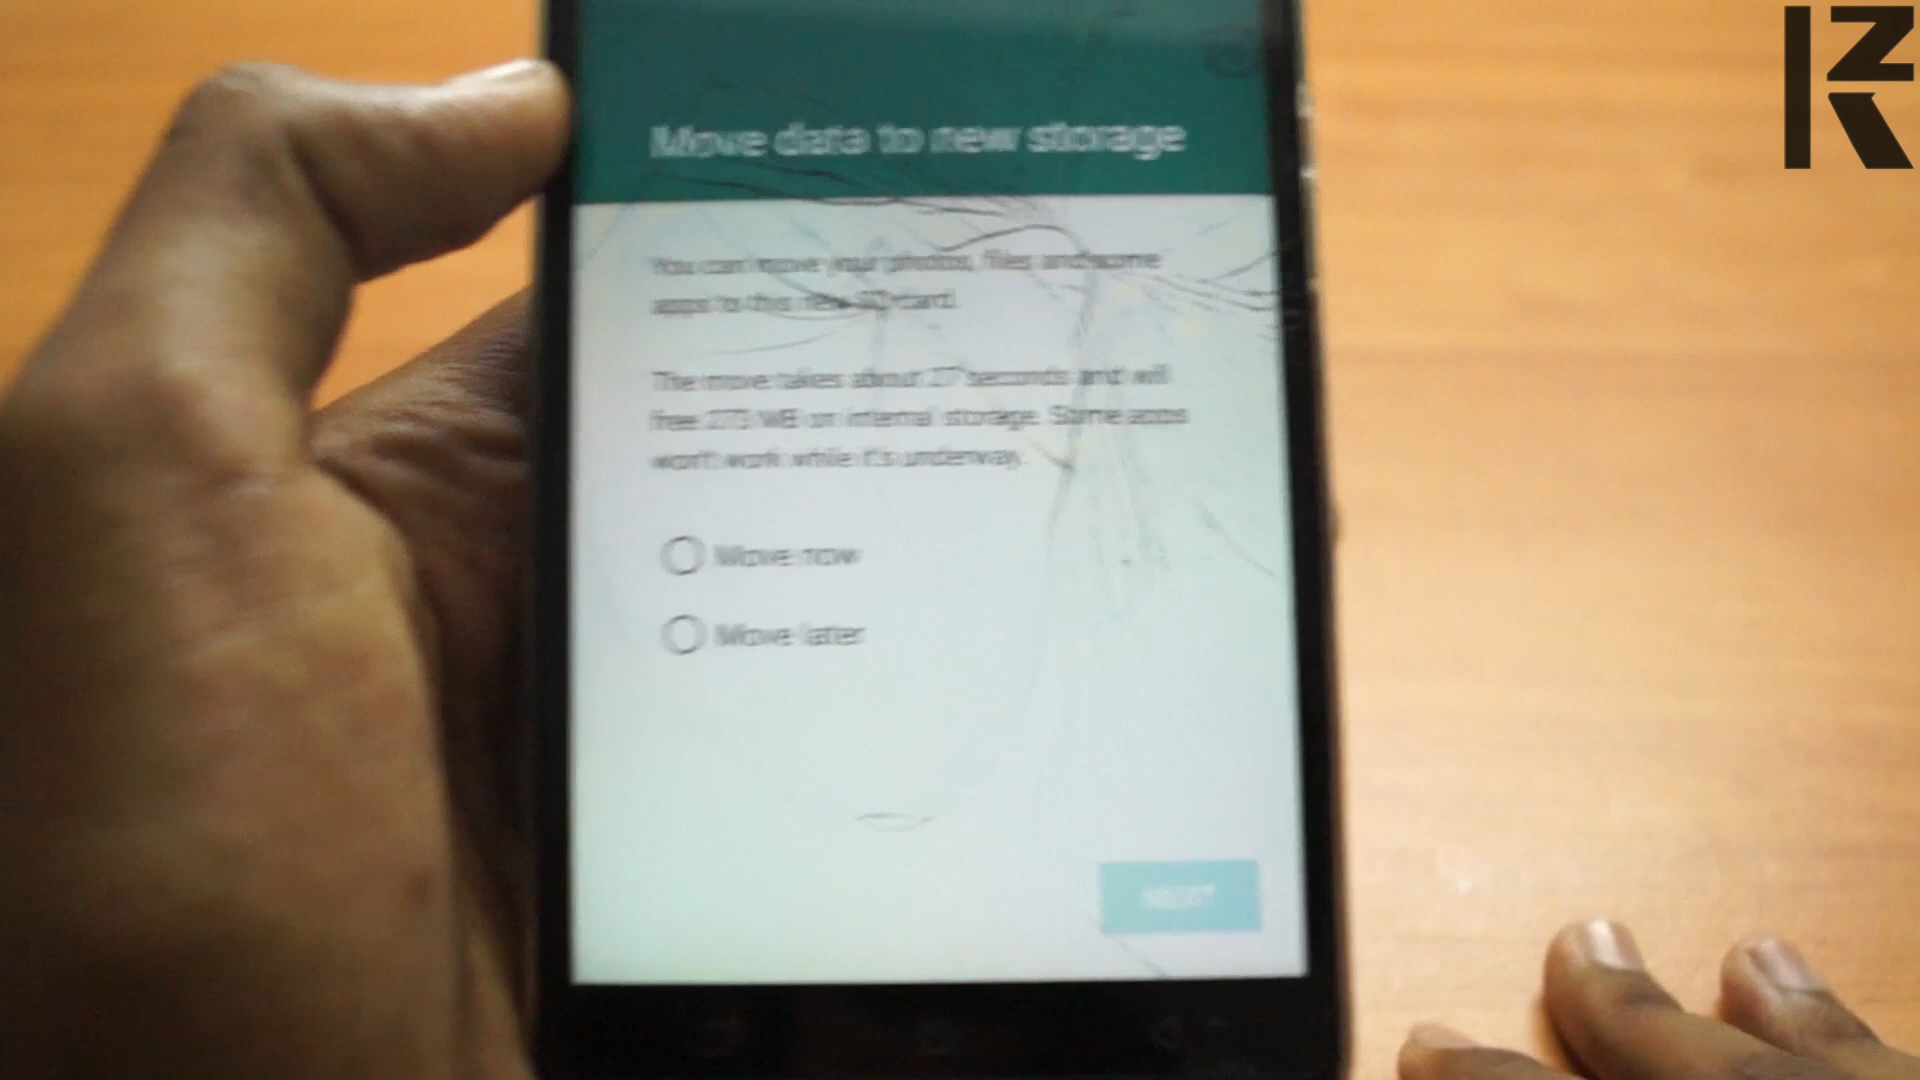 Move data to new storage
You can move your photos, files and some
apps to this new SD card.
The move takes about 27 seconds and will
free 273 MB on internal storage. Some apps
won't work while it's underway.
Move now
Move later
NEXT